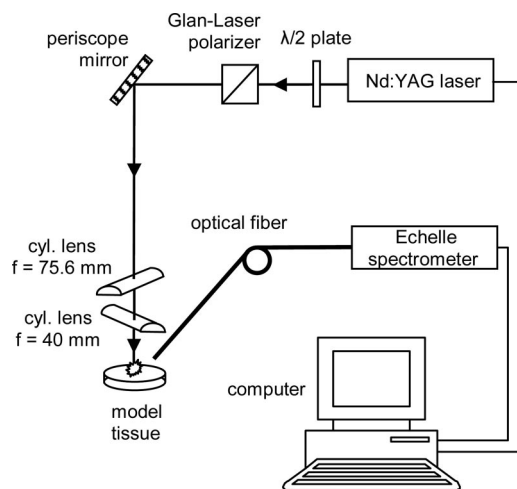 Glan-Laser
polarizer
periscope
mirror
λ/2 plate
Nd:YAG laser
optical fiber
Echelle
spectrometer
cyl. lens
f = 75.6 mm
cyl. lens
f = 40 mm
computer
model
tissue